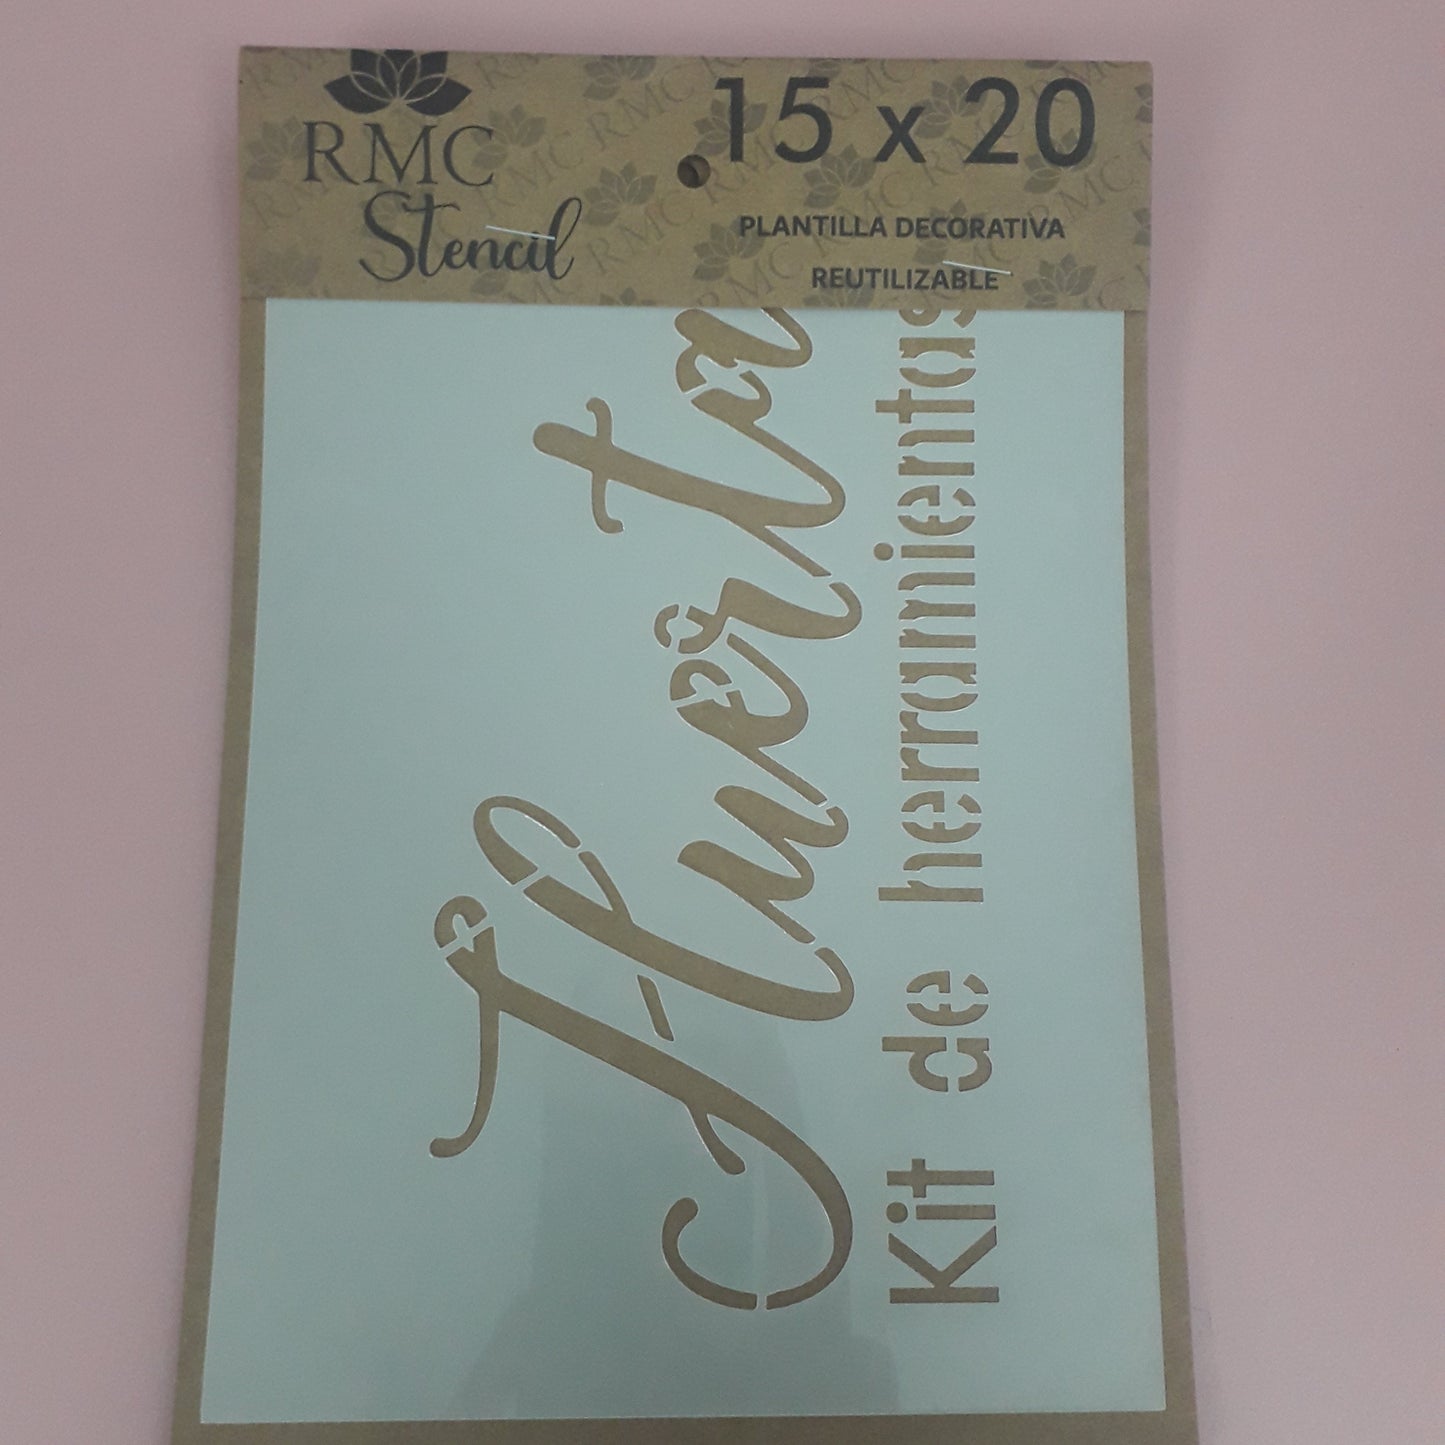 RMC
Stencil
15 x 20
PLANTILLA DECORATIVA
REUTILIZABLE
Huerta
Kit de herramientas